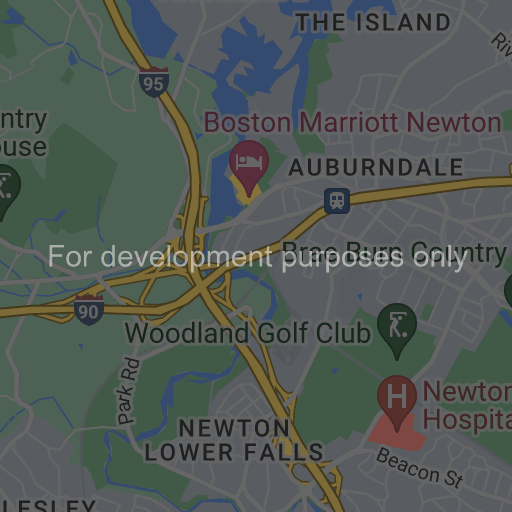 THE ISLAND
95
ntry
ouse
Boston Marriott Newton
AUBURNDALE
For development purposes only
Brae Burn Country
90
Woodland Golf Club
H
Newton
Hospita
Park Rd
NEWTON
LOWER FALLS
Beacon St
LESLEY